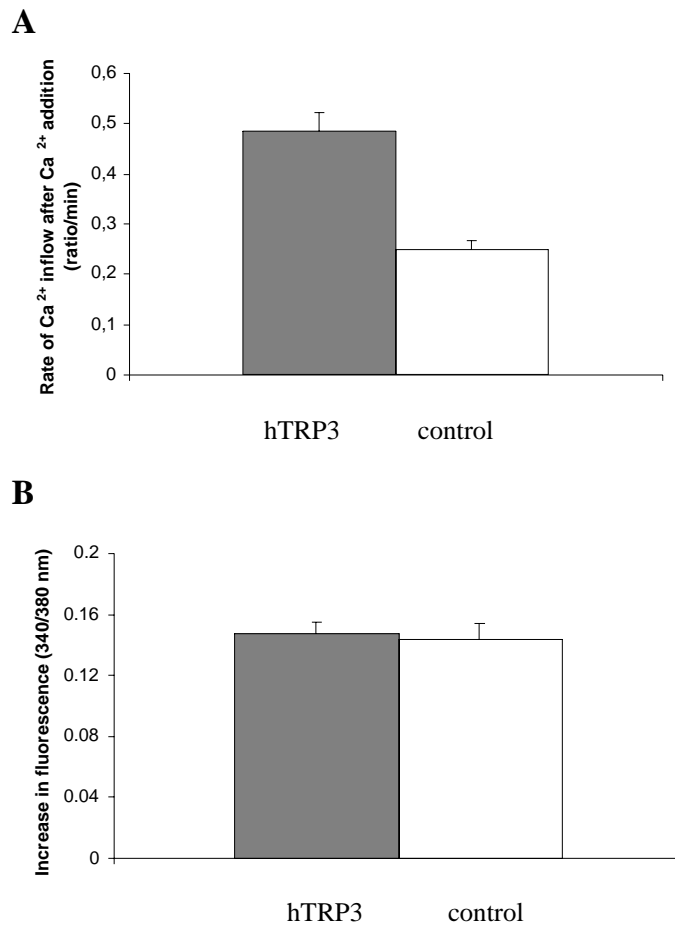 A
Rate of Ca 2+ inflow after Ca 2+ addition
(ratio/min)
0,6
0,5
0,4
0,3
0,2
0,1
0
hTRP3 control
B
Increase in fluorescence (340/380 nm)
0.2
0.16
0.12
0.08
0.04
0
hTRP3 control